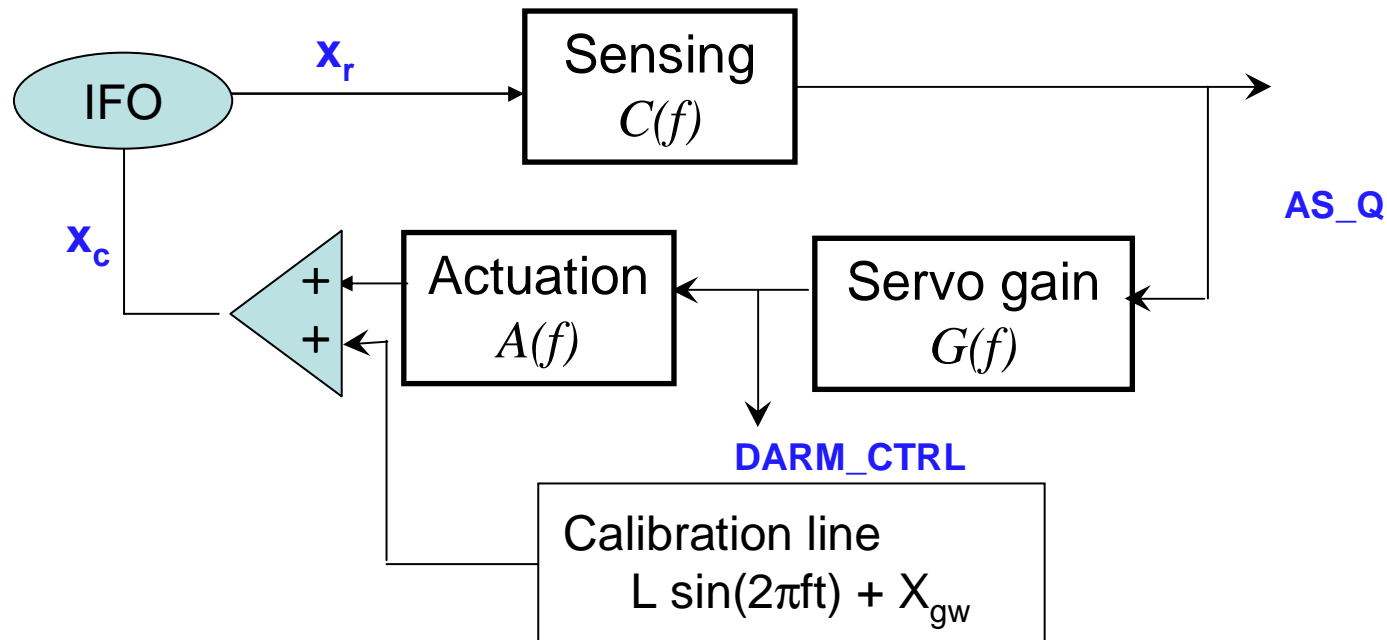 IFO
x_r
Sensing
C(f)
AS_Q
x_c
+
+
Actuation
A(f)
Servo gain
G(f)
DARM_CTRL
Calibration line
L sin(2πft) + X_gw